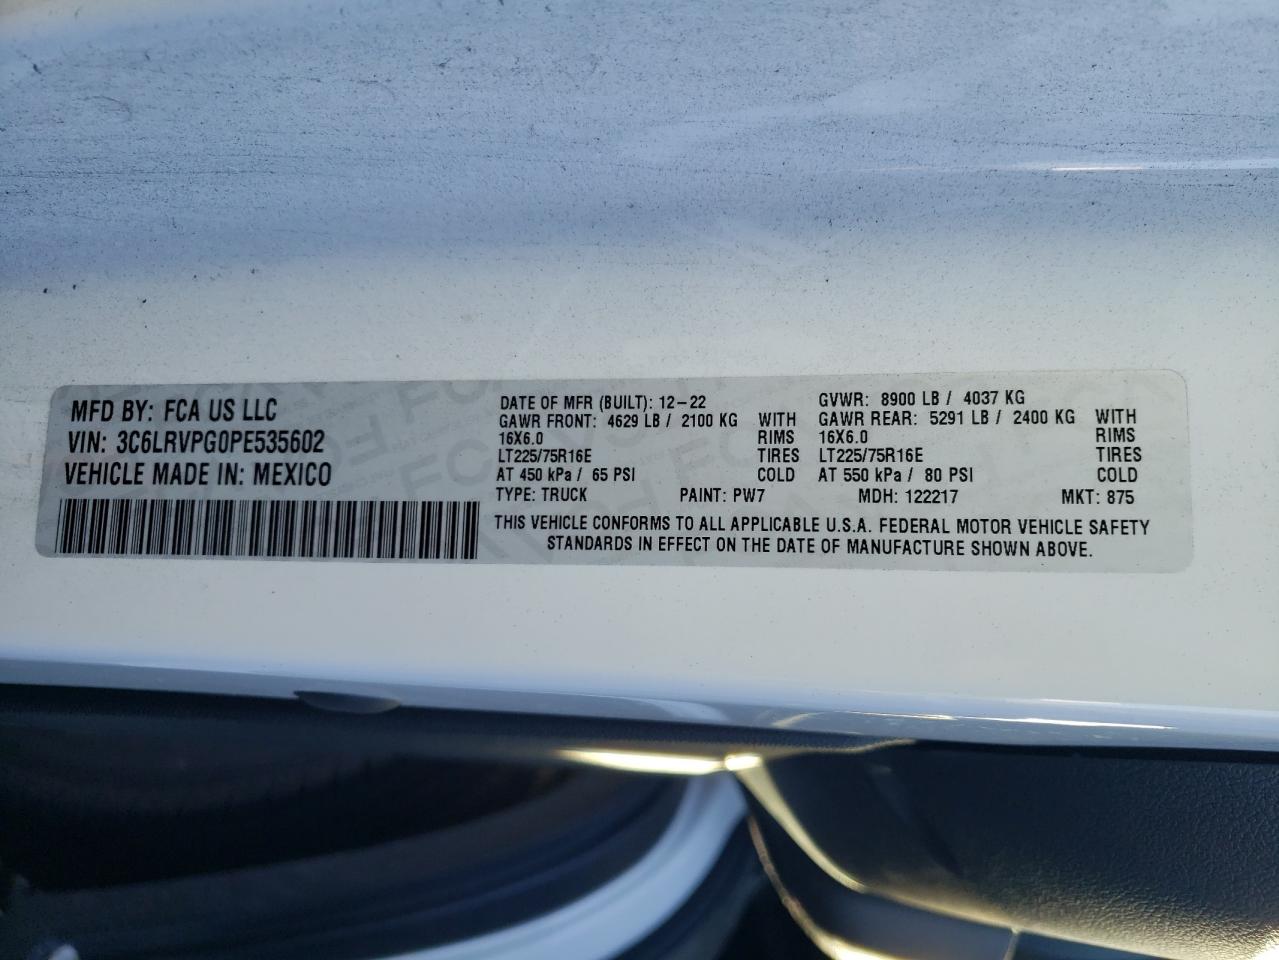 MFD BY: FCA US LLC
VIN: 3C6LRVPG0PE535602
VEHICLE MADE IN: MEXICO
DATE OF MFR (BUILT): 12-22
GAWR FRONT: 4629 LB / 2100 KG WITH
16X6.0 RIMS
LT225/75R16E TIRES
AT 450 kPa / 65 PSI COLD
GVWR: 8900 LB / 4037 KG
GAWR REAR: 5291 LB / 2400 KG WITH
16X6.0 RIMS
LT225/75R16E TIRES
AT 550 kPa / 80 PSI COLD
TYPE: TRUCK PAINT: PW7 MDH: 122217 MKT: 875
THIS VEHICLE CONFORMS TO ALL APPLICABLE U.S.A. FEDERAL MOTOR VEHICLE SAFETY
STANDARDS IN EFFECT ON THE DATE OF MANUFACTURE SHOWN ABOVE.